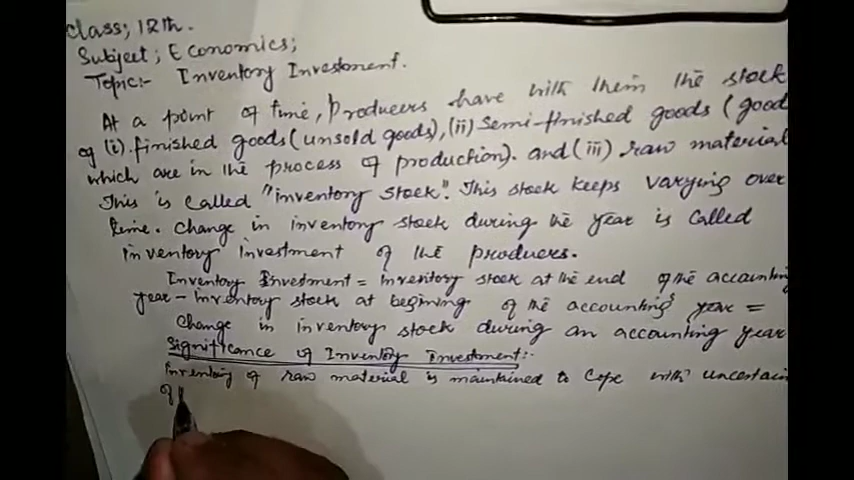 class; 12th.
Subject; Economics;
Topic:- Inventory Investment.
At a point of time, Producers have with them the stock
of (i). finished goods (unsold goods), (ii) Semi-finished goods (good
which are in the process of production). and (iii) raw material
This is called "inventory stock". This stock keeps varying over
time. change in inventory stock during the year is called
inventory investment of the producers.
Inventory Investment = inventory stock at the end of the accountin
year - inventory stock at begining of the accounting year =
change in inventory stock during an accounting year
Significance of Inventory Investment:-
Inventory of raw material is maintained to cope with uncertain
of